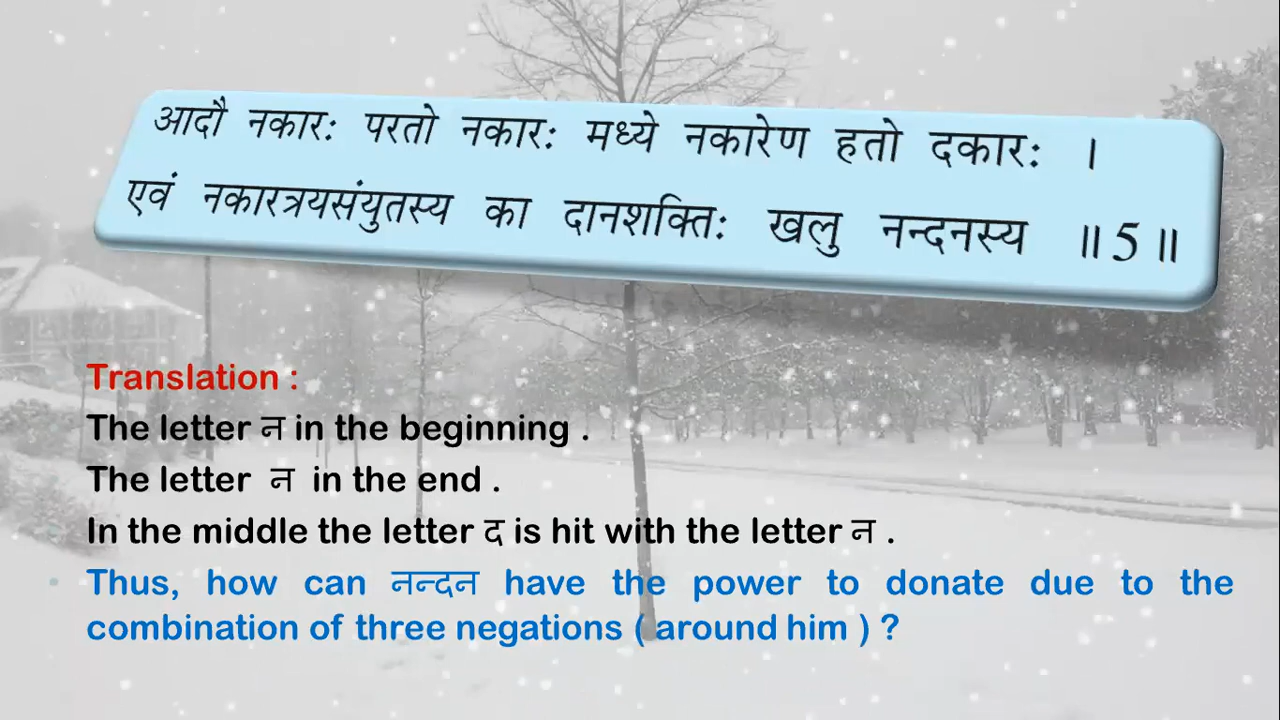 आदौ नकारः परतो नकारः मध्ये नकारेण हतो दकारः ।
एवं नकारत्रयसंयुतस्य का दानशक्तिः खलु नन्दनस्य ॥ 5 ॥
Translation :
The letter न in the beginning .
The letter न in the end .
In the middle the letter द is hit with the letter न .
Thus, how can नन्दन have the power to donate due to the
combination of three negations ( around him ) ?